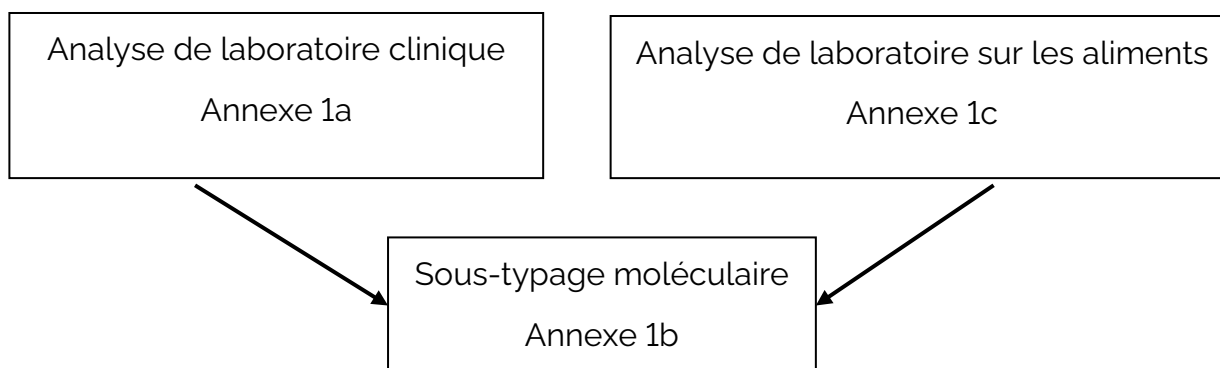 Analyse de laboratoire clinique
Annexe 1a
Analyse de laboratoire sur les aliments
Annexe 1c
Sous-typage moléculaire
Annexe 1b